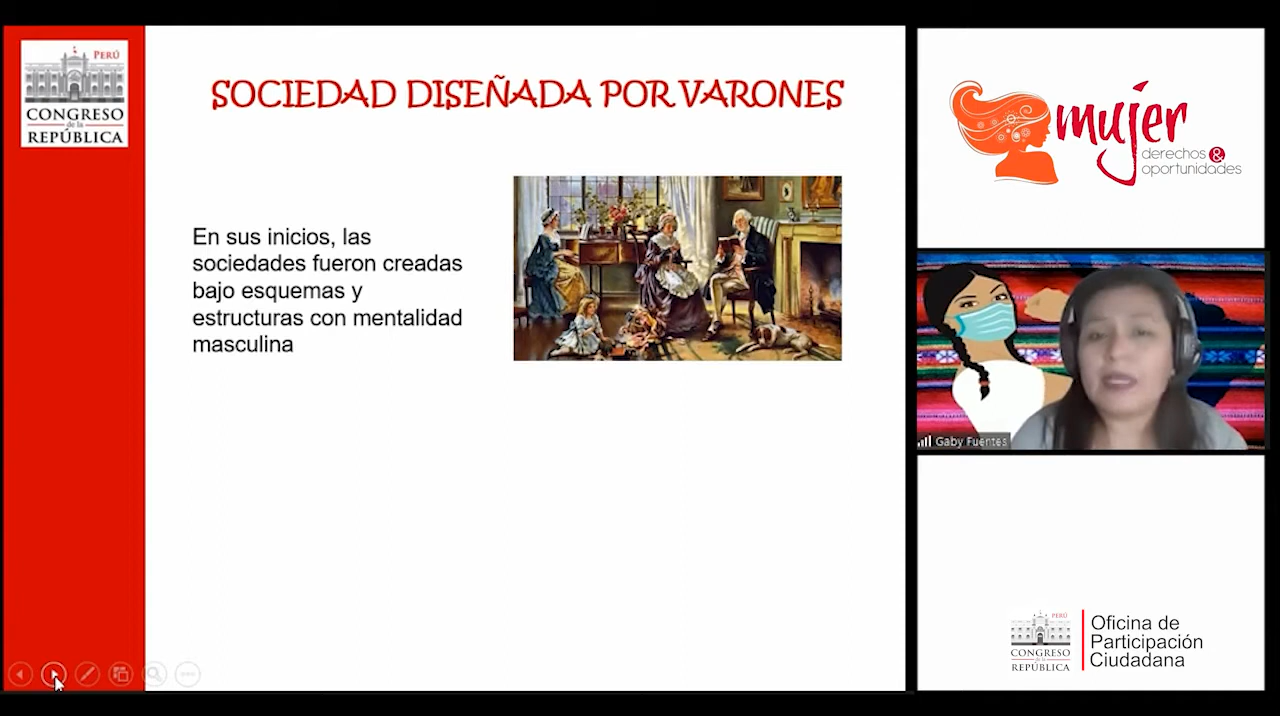 PERÚ
CONGRESO
de la
REPÚBLICA
SOCIEDAD DISEÑADA POR VARONES
En sus inicios, las
sociedades fueron creadas
bajo esquemas y
estructuras con mentalidad
masculina
mujer
derechos &
oportunidades
Gaby Fuentes
PERÚ
CONGRESO
de la
REPÚBLICA
Oficina de
Participación
Ciudadana